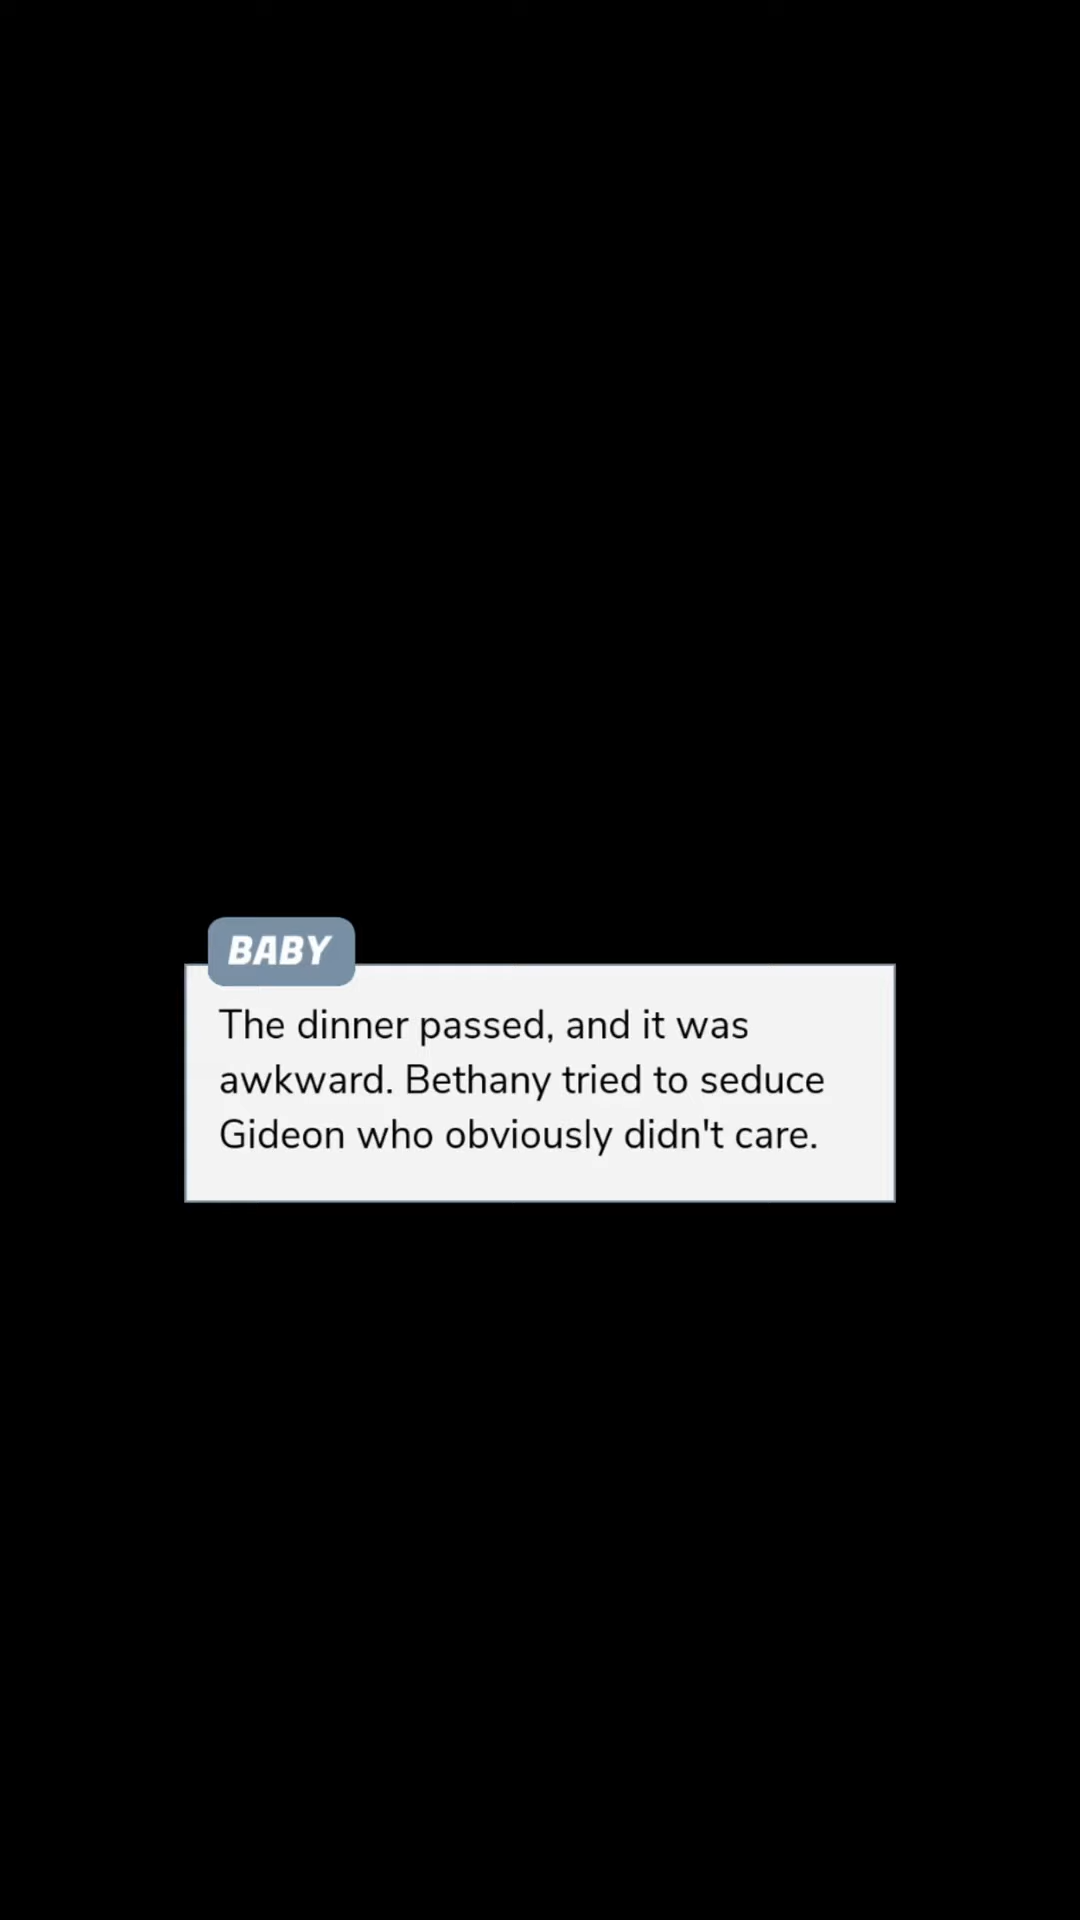 BABY
The dinner passed, and it was
awkward. Bethany tried to seduce
Gideon who obviously didn't care.